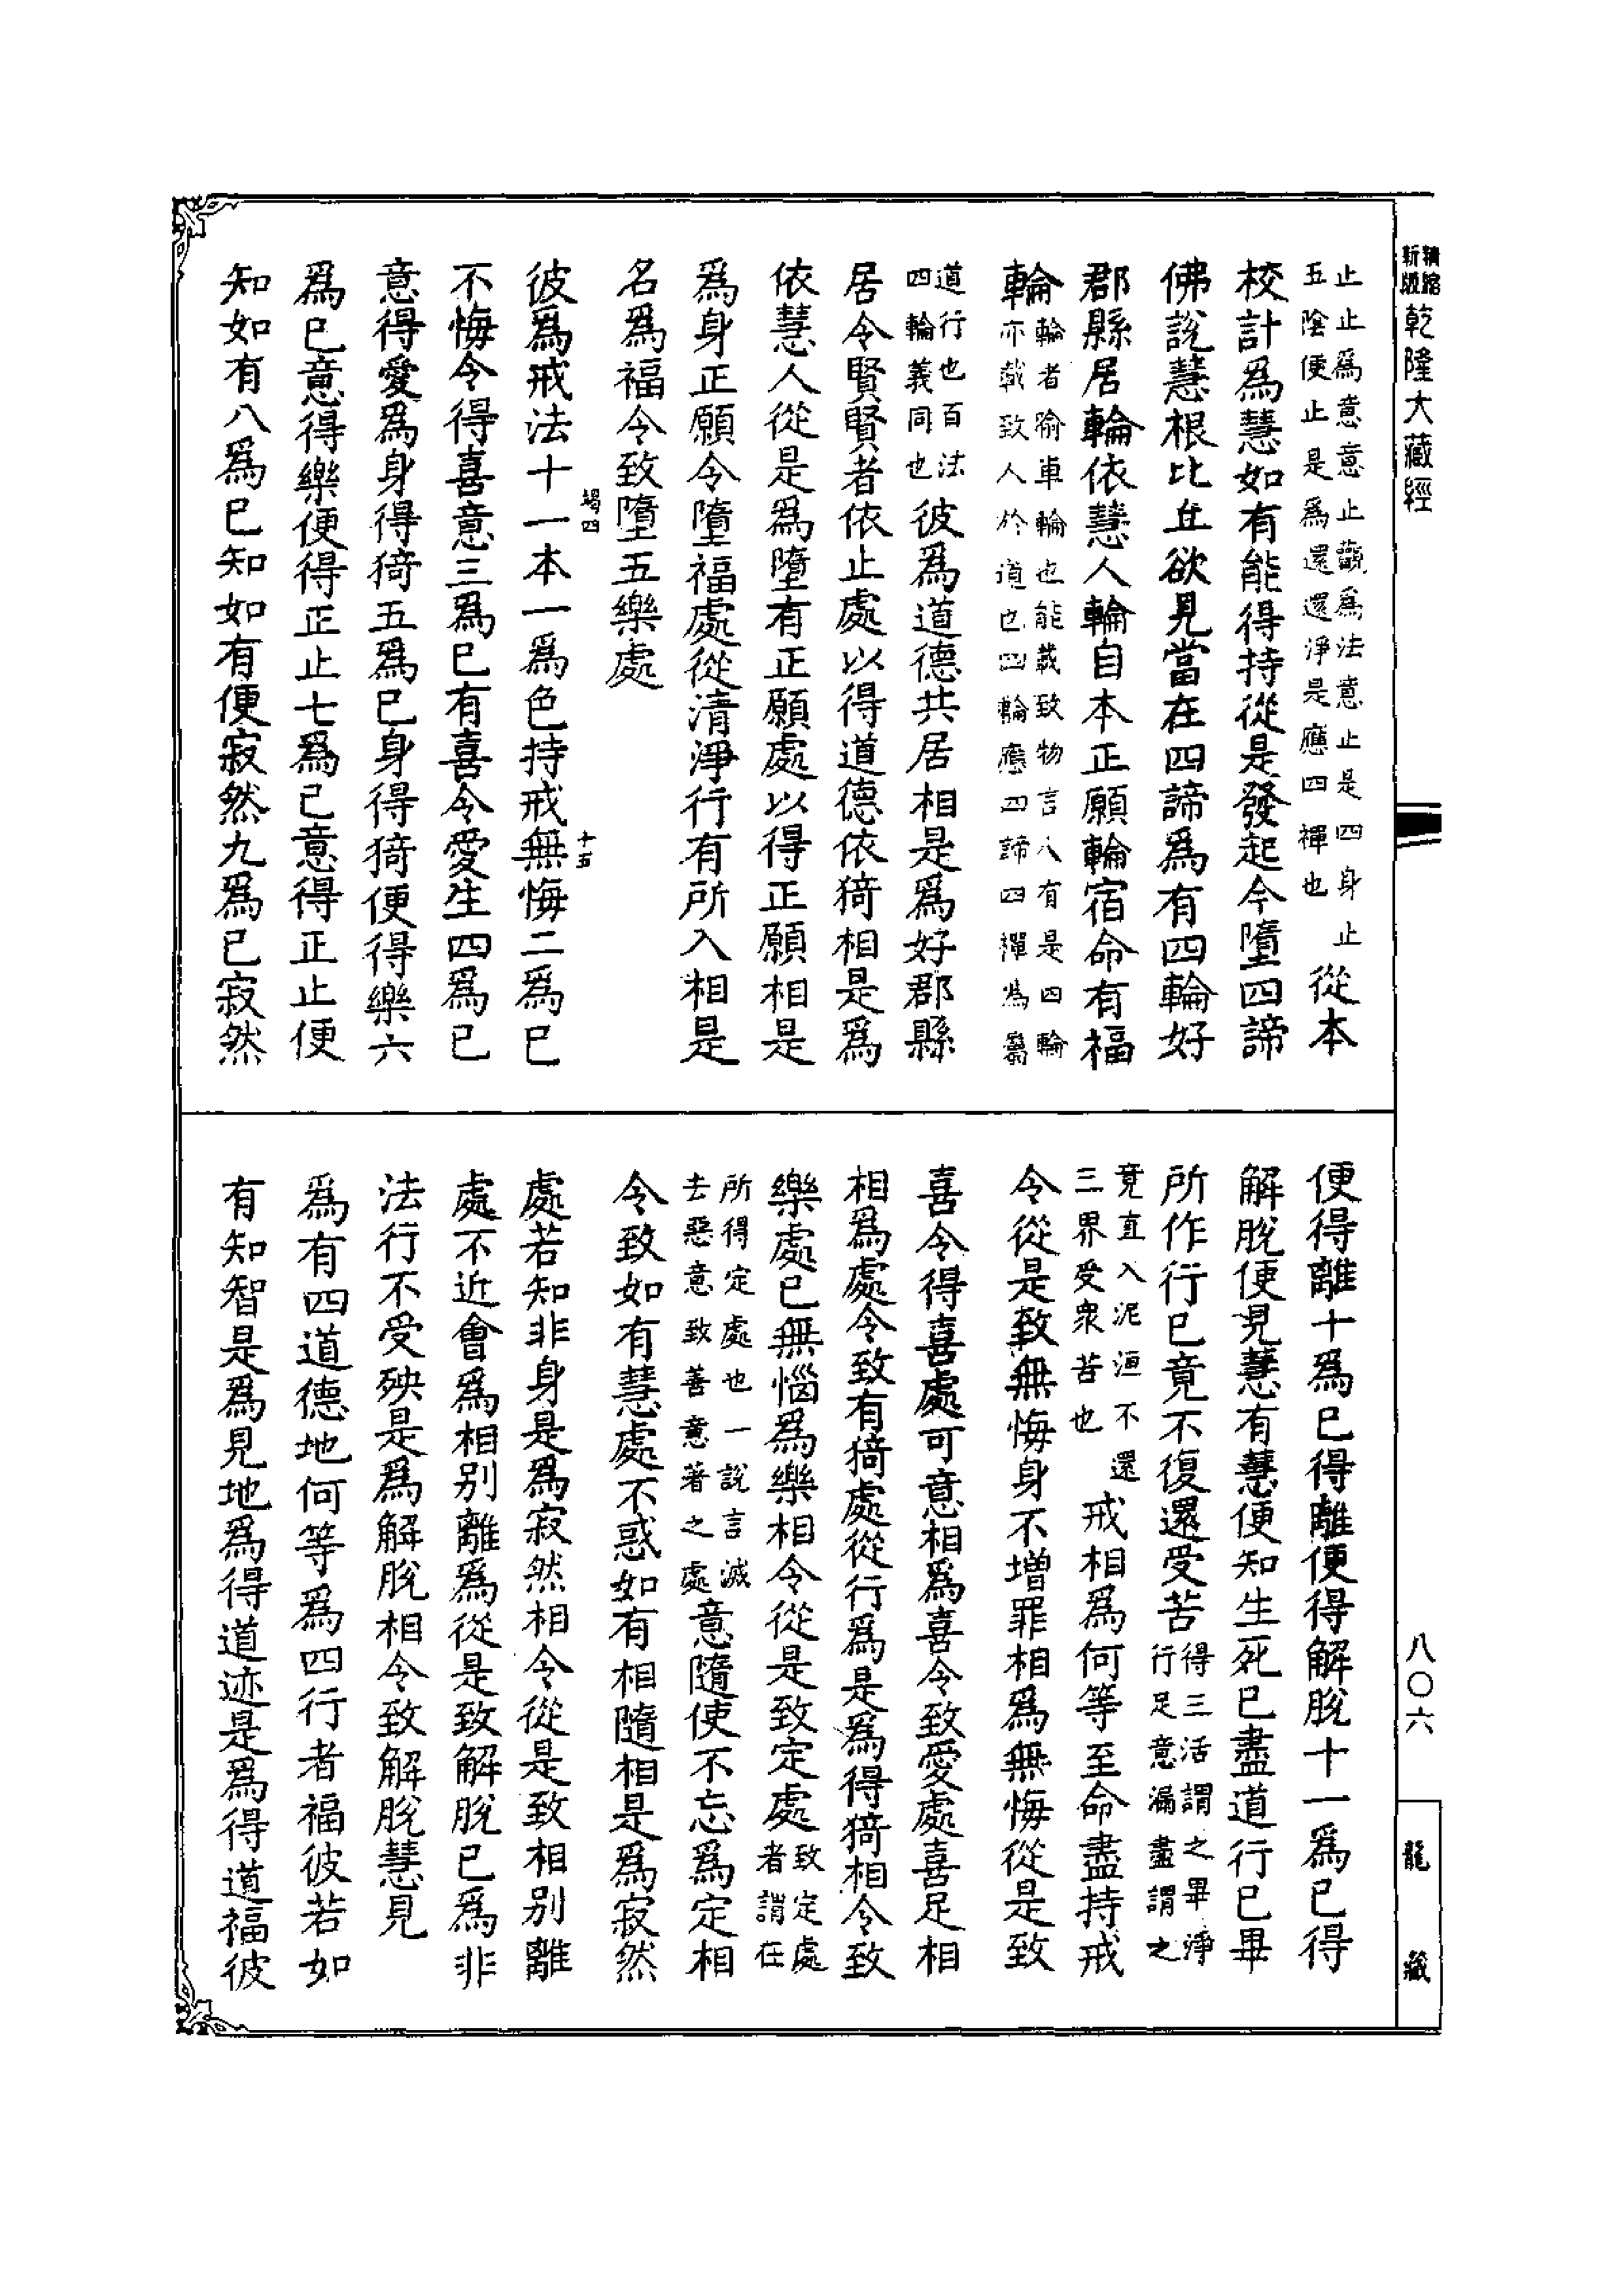 精縮新版
乾隆大藏經
八〇六
龍藏
止止爲意意止觀爲法意止是四身止
五陰便止是爲還還淨是應四禪也
從本
校計爲慧如有能得持從是發起令墮四諦
佛說慧根比丘欲見當在四諦爲有四輪好
郡縣居輪依慧人輪自本正願輪宿命有福
輪
輪者喻車輪也能載致物言人有是四輪
亦載致人於道也四輪應四諦四禪爲屬
道行也百法
四輪義同也
彼爲道德共居相是爲好郡縣
居令賢賢者依止處以得道德依猗相是爲
依慧人從是爲墮有正願處以得正願相是
爲身正願令墮福處從清淨行有所入相是
名爲福令致墮五樂處
竭四
十五
彼爲戒法十一本一爲色持戒無悔二爲已
不悔令得喜意三爲已有喜令愛生四爲已
意得愛爲身得猗五爲已身得猗便得樂六
爲已意得樂便得正止七爲已意得正止便
知如有八爲已知如有便寂然九爲已寂然
便得離十爲已得離便得解脫十一爲已得
解脫便見慧有慧便知生死已盡道行已畢
所作行已竟不復還受苦
得三活謂之畢淨
行足意漏盡謂之
竟直入泥洹不還
三界受衆苦也
戒相爲何等至命盡持戒
令從是致無悔身不增罪相爲無悔從是致
喜令得喜處可意相爲喜令致愛處喜足相
相爲處令致有猗處從行爲是爲得猗相令致
樂處已無惱爲樂相令從是致定處
致定處
者謂在
所得定處也一說言滅
去惡意致善意著之處
意隨使不忘爲定相
令致如有慧處不惑如有相隨相是爲寂然
處若知非身是爲寂然相令從是致相別離
處不近會爲相別離爲從是致解脫已爲非
法行不受殃是爲解脫相令致解脫慧見
爲有四道德地何等爲四行者福彼若如
有知智是爲見地爲得道迹是爲得道福彼